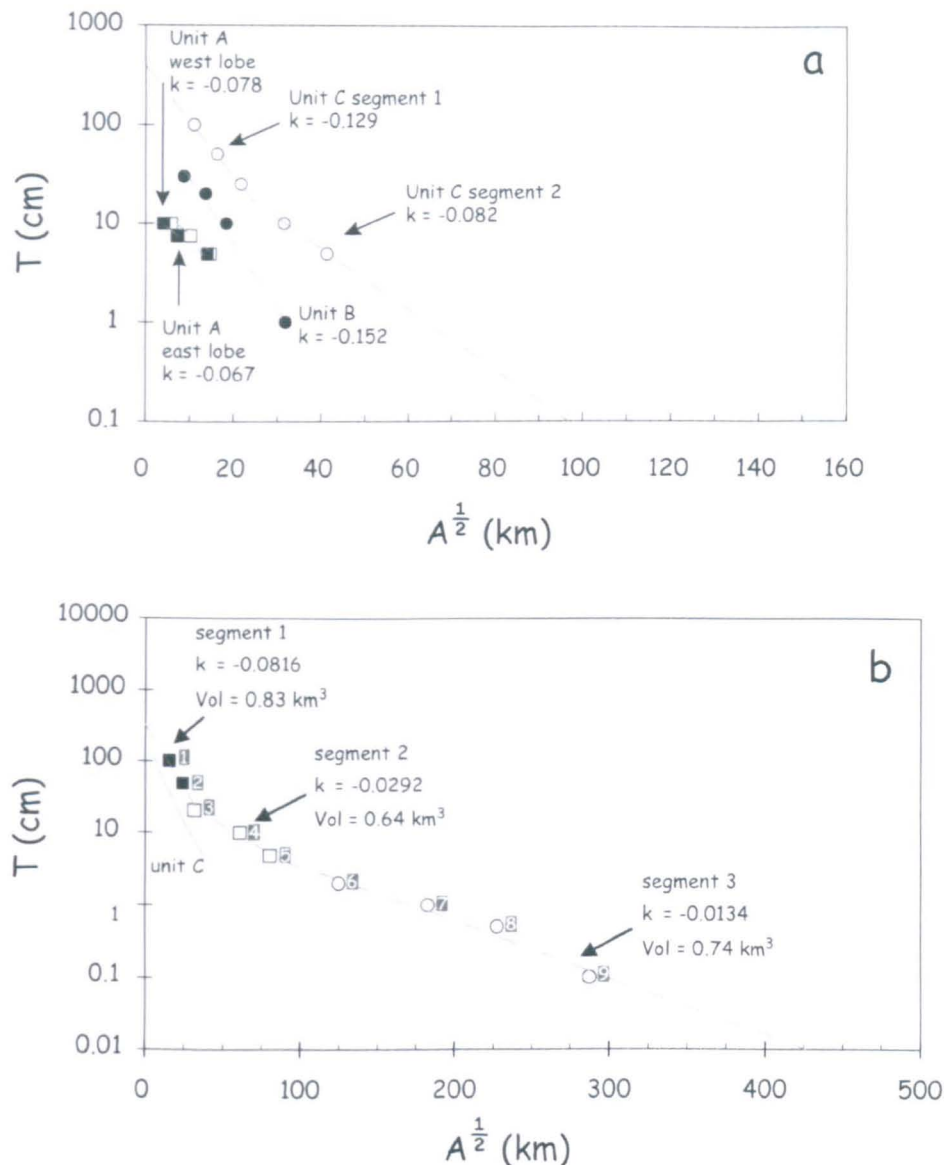 1000
100
10
1
0.1
T (cm)
a
Unit A
west lobe
k = -0.078
Unit C segment 1
k = -0.129
Unit C segment 2
k = -0.082
Unit B
k = -0.152
Unit A
east lobe
k = -0.067
0 20 40 60 80 100 120 140 160
A^1/2 (km)
10000
1000
100
10
1
0.1
0.01
T (cm)
b
segment 1
k = -0.0816
Vol = 0.83 km³
segment 2
k = -0.0292
Vol = 0.64 km³
segment 3
k = -0.0134
Vol = 0.74 km³
unit C
1
2
3
4
5
6
7
8
9
0 100 200 300 400 500
A^1/2 (km)